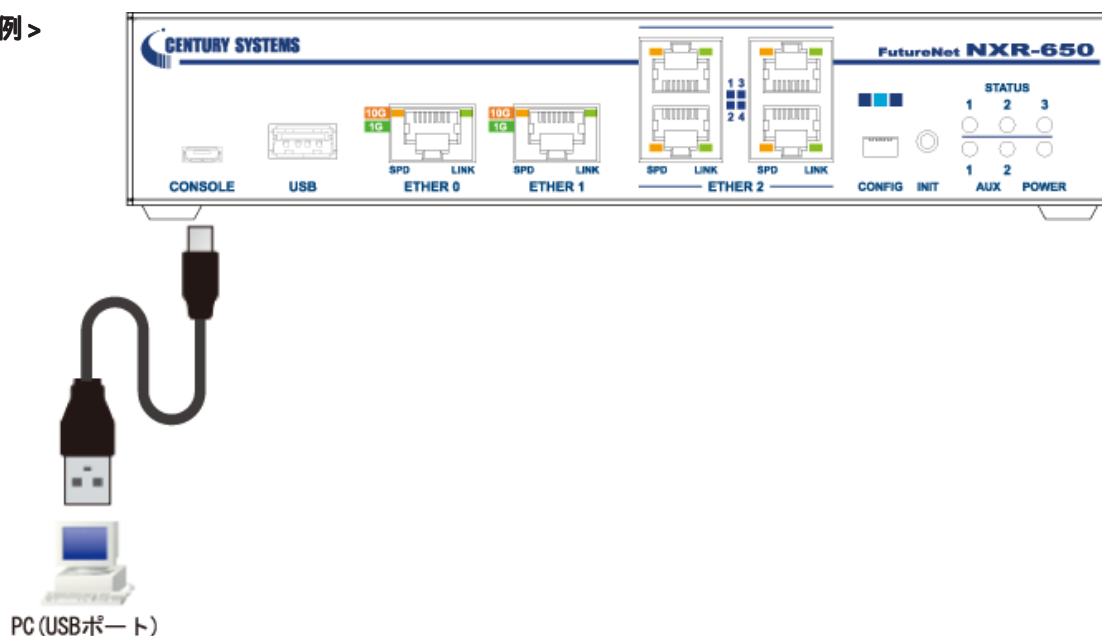 例>
CENTURY SYSTEMS
FutureNet NXR-650
STATUS
1 2 3
1 3
2 4
10G
1G
10G
1G
SPD LINK
SPD LINK
SPD LINK
SPD LINK
1 2
CONSOLE
USB
ETHER 0
ETHER 1
ETHER 2
CONFIG
INIT
AUX
POWER
PC(USBポート)